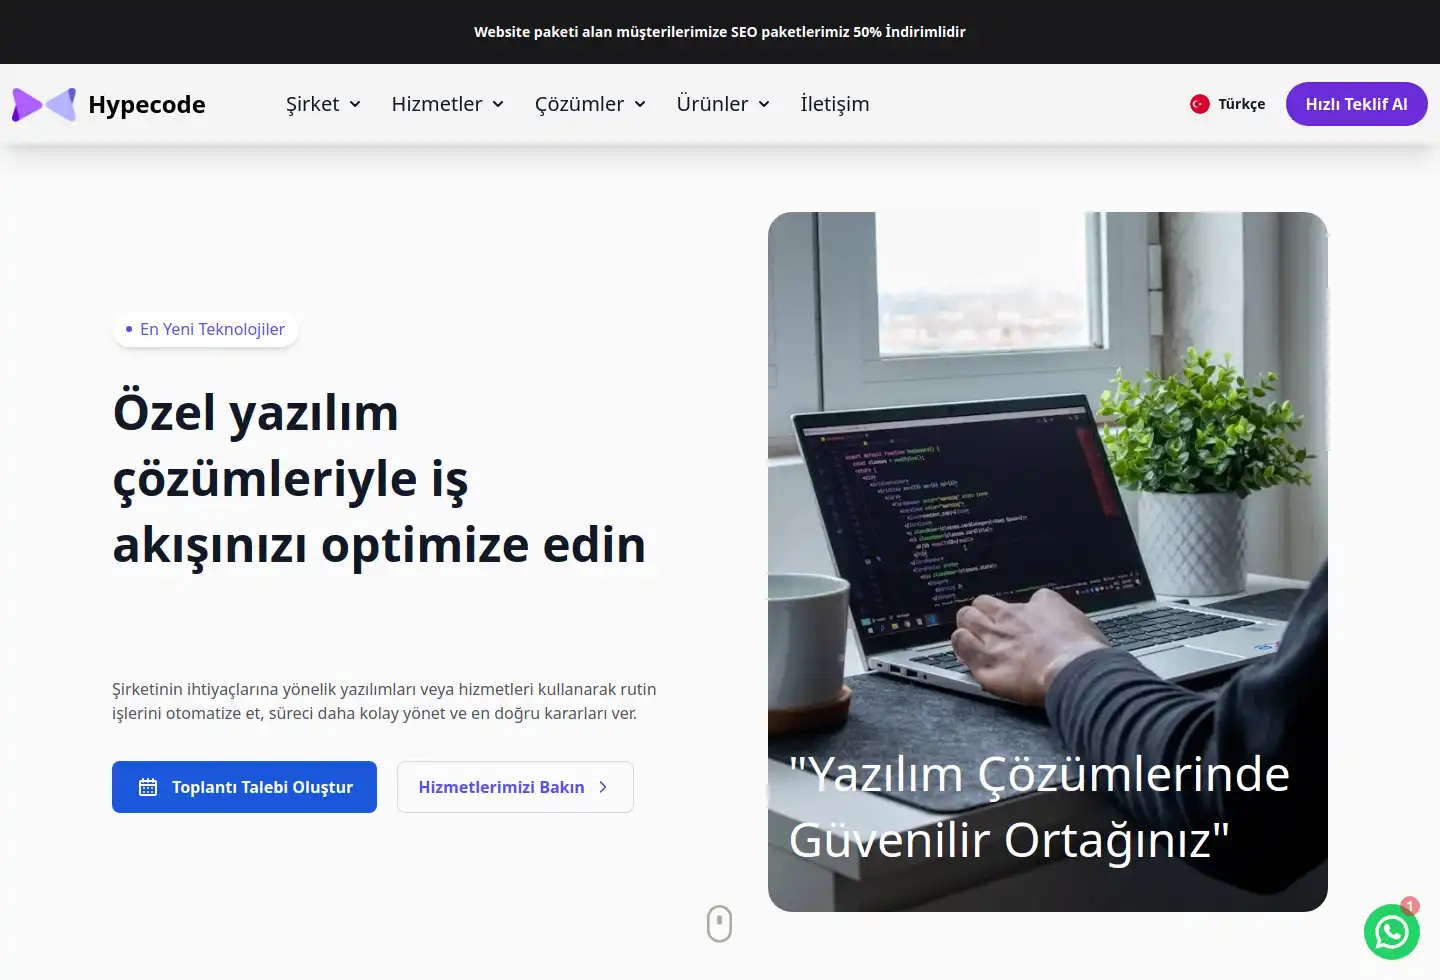 Website paketi alan müşterilerimize SEO paketlerimiz 50% İndirimlidir
Hypecode
Şirket
Hizmetler
Çözümler
Ürünler
İletişim
Türkçe
Hızlı Teklif Al
En Yeni Teknolojiler
Özel yazılım
çözümleriyle iş
akışınızı optimize edin
Şirketinin ihtiyaçlarına yönelik yazılımları veya hizmetleri kullanarak rutin
işlerini otomatize et, süreci daha kolay yönet ve en doğru kararları ver.
Toplantı Talebi Oluştur
Hizmetlerimizi Bakın
"Yazılım Çözümlerinde
Güvenilir Ortağınız"
1